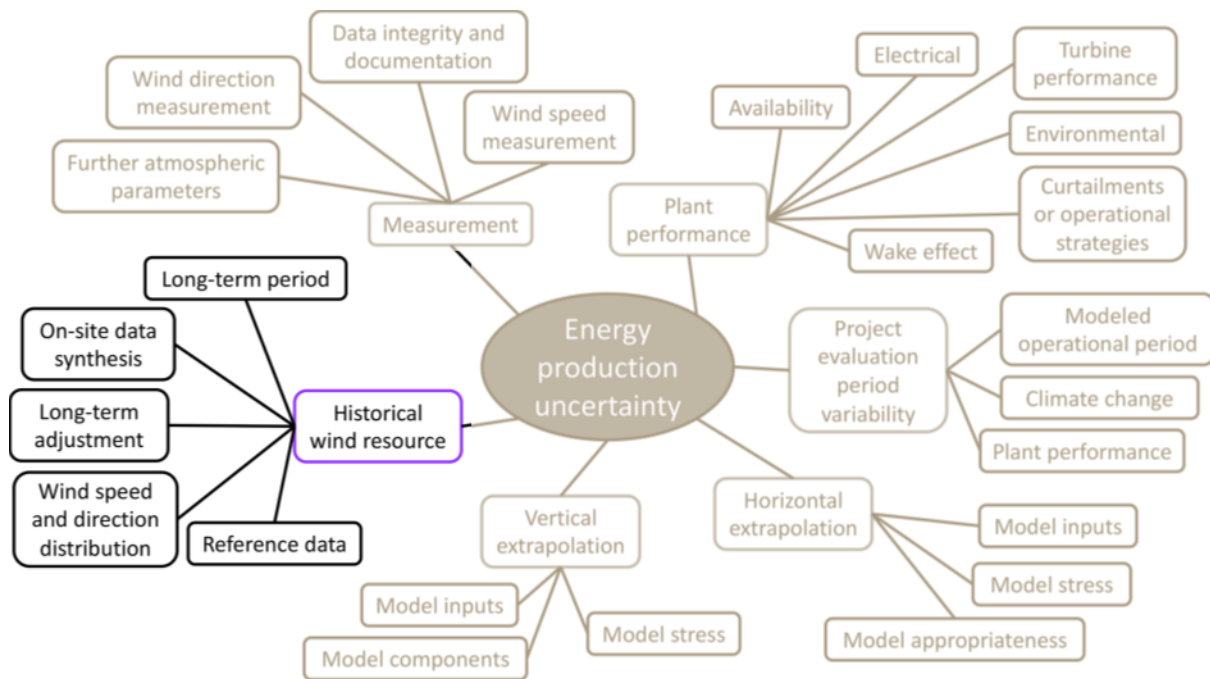 Data integrity and
documentation
Wind direction
measurement
Wind speed
measurement
Further atmospheric
parameters
Measurement
Electrical
Turbine
performance
Availability
Environmental
Plant
performance
Curtailments
or operational
strategies
Wake effect
Long-term period
On-site data
synthesis
Long-term
adjustment
Historical
wind resource
Wind speed
and direction
distribution
Reference data
Energy
production
uncertainty
Project
evaluation
period
variability
Modeled
operational period
Climate change
Plant performance
Vertical
extrapolation
Model inputs
Model components
Model stress
Horizontal
extrapolation
Model inputs
Model stress
Model appropriateness